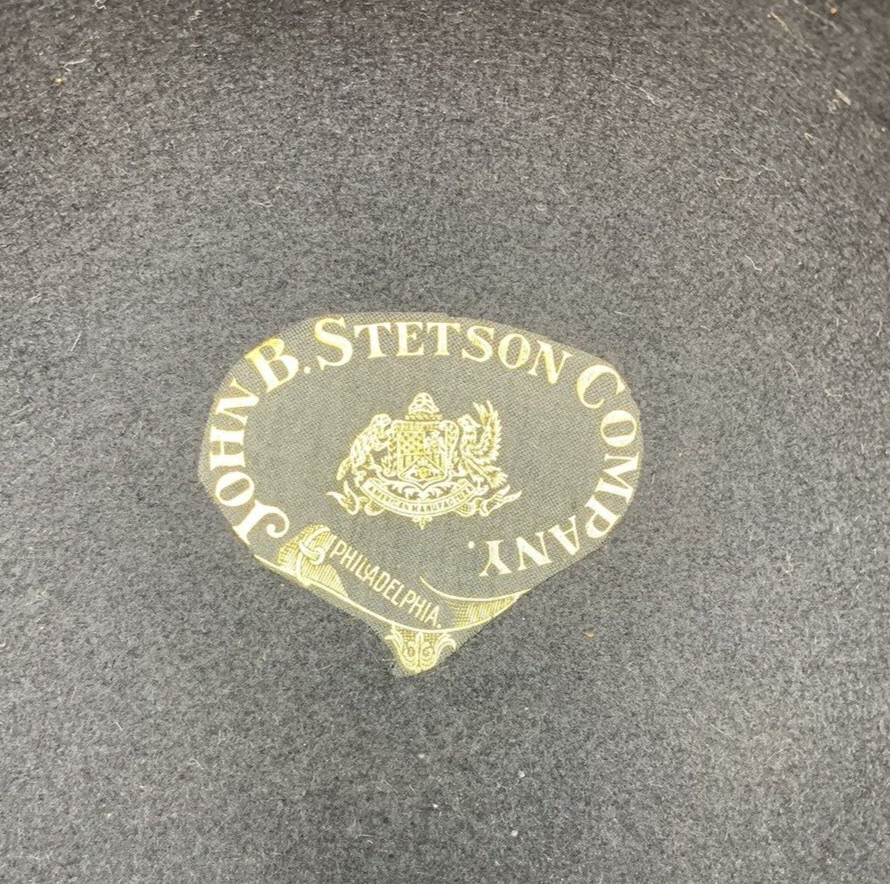 JOHN B. STETSON COMPANY.
AMERICAN MANUFACTURE
PHILADELPHIA.